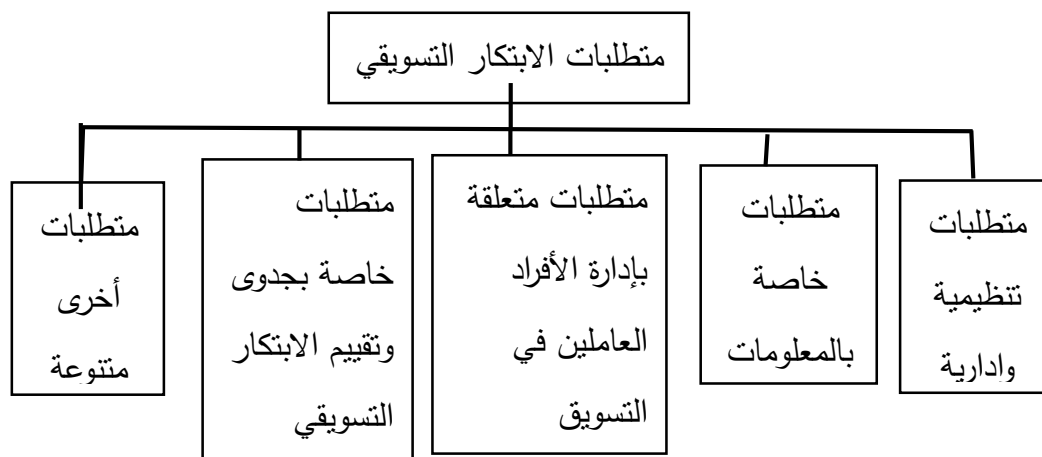 متطلبات الابتكار التسويقي
متطلبات
تنظيمية
وإدارية
متطلبات
خاصة
بالمعلومات
متطلبات متعلقة
بإدارة الأفراد
العاملين في
التسويق
متطلبات
خاصة بجدوى
وتقييم الابتكار
التسويقي
متطلبات
أخرى
متنوعة